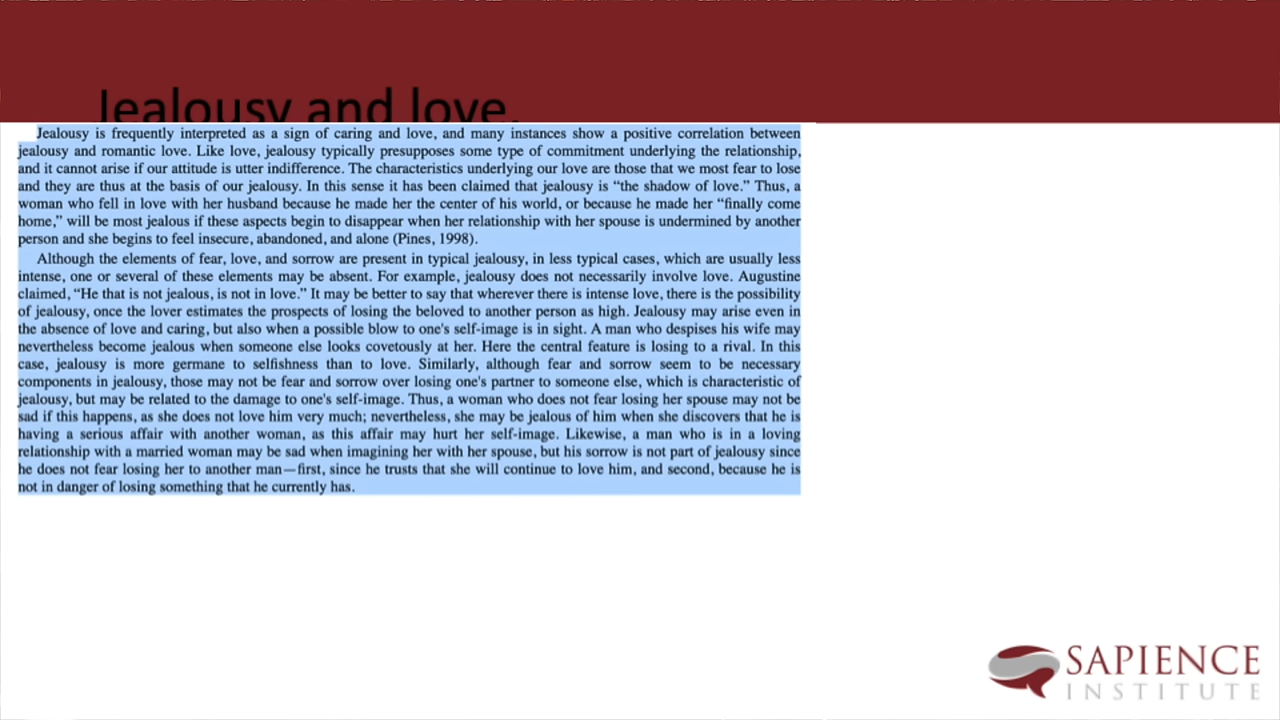 Jealousy and love.
Jealousy is frequently interpreted as a sign of caring and love, and many instances show a positive correlation between
jealousy and romantic love. Like love, jealousy typically presupposes some type of commitment underlying the relationship,
and it cannot arise if our attitude is utter indifference. The characteristics underlying our love are those that we most fear to lose
and they are thus at the basis of our jealousy. In this sense it has been claimed that jealousy is “the shadow of love.” Thus, a
woman who fell in love with her husband because he made her the center of his world, or because he made her “finally come
home,” will be most jealous if these aspects begin to disappear when her relationship with her spouse is undermined by another
person and she begins to feel insecure, abandoned, and alone (Pines, 1998).
Although the elements of fear, love, and sorrow are present in typical jealousy, in less typical cases, which are usually less
intense, one or several of these elements may be absent. For example, jealousy does not necessarily involve love. Augustine
claimed, “He that is not jealous, is not in love.” It may be better to say that wherever there is intense love, there is the possibility
of jealousy, once the lover estimates the prospects of losing the beloved to another person as high. Jealousy may arise even in
the absence of love and caring, but also when a possible blow to one's self-image is in sight. A man who despises his wife may
nevertheless become jealous when someone else looks covetously at her. Here the central feature is losing to a rival. In this
case, jealousy is more germane to selfishness than to love. Similarly, although fear and sorrow seem to be necessary
components in jealousy, those may not be fear and sorrow over losing one's partner to someone else, which is characteristic of
jealousy, but may be related to the damage to one's self-image. Thus, a woman who does not fear losing her spouse may not be
sad if this happens, as she does not love him very much; nevertheless, she may be jealous of him when she discovers that he is
having a serious affair with another woman, as this affair may hurt her self-image. Likewise, a man who is in a loving
relationship with a married woman may be sad when imagining her with her spouse, but his sorrow is not part of jealousy since
he does not fear losing her to another man—first, since he trusts that she will continue to love him, and second, because he is
not in danger of losing something that he currently has.
SAPIENCE
INSTITUTE